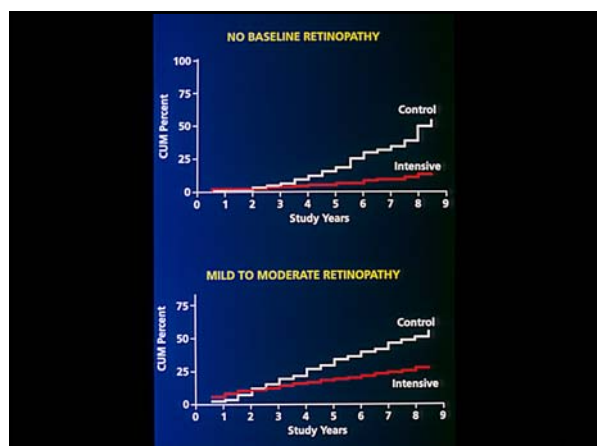 NO BASELINE RETINOPATHY
100
75
50
25
0
CUM Percent
Control
Intensive
0 1 2 3 4 5 6 7 8 9
Study Years
MILD TO MODERATE RETINOPATHY
75
50
25
0
CUM Percent
Control
Intensive
0 1 2 3 4 5 6 7 8 9
Study Years